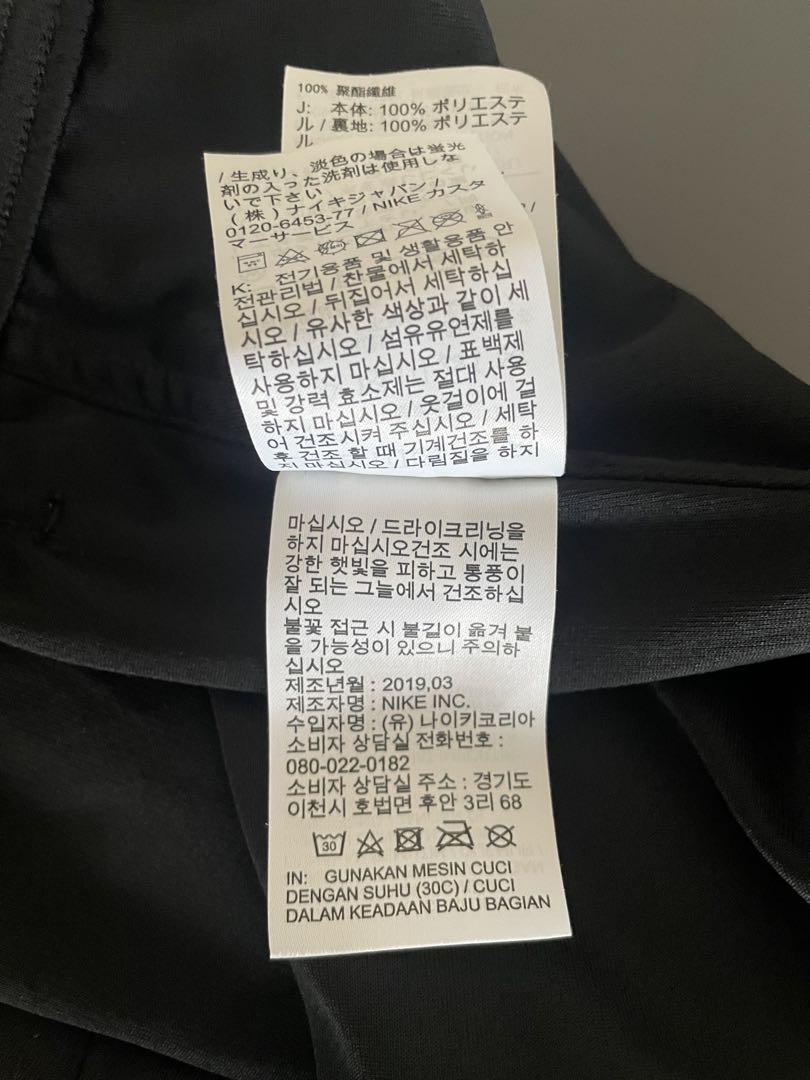 100% 聚酯纖維
J: 本体: 100% ポリエステ
ル / 裏地: 100% ポリエステ
ル
/ 生成り、淡色の場合は蛍光
剤の入った洗剤は使用しな
いで下さい
(株) ナイキジャパン /
0120-6453-77 / NIKE カスタ
マーサービス
K: 전기용품 및 생활용품 안
전관리법 / 찬물에서 세탁하
십시오 / 뒤집어서 세탁하십
시오 / 유사한 색상과 같이 세
탁하십시오 / 섬유유연제를
사용하지 마십시오 / 표백제
및 강력 효소제는 절대 사용
하지 마십시오 / 옷걸이에 걸
어 건조시켜 주십시오 / 세탁
후 건조 할 때 기계건조를 하
지 마십시오 / 다림질을 하지
마십시오 / 드라이크리닝을
하지 마십시오건조 시에는
강한 햇빛을 피하고 통풍이
잘 되는 그늘에서 건조하십
시오
불꽃 접근 시 불길이 옮겨 붙
을 가능성이 있으니 주의하
십시오
제조년월 : 2019,03
제조자명 : NIKE INC.
수입자명 : (유) 나이키코리아
소비자 상담실 전화번호 :
080-022-0182
소비자 상담실 주소 : 경기도
이천시 호법면 후안 3리 68
30
IN: GUNAKAN MESIN CUCI
DENGAN SUHU (30C) / CUCI
DALAM KEADAAN BAJU BAGIAN